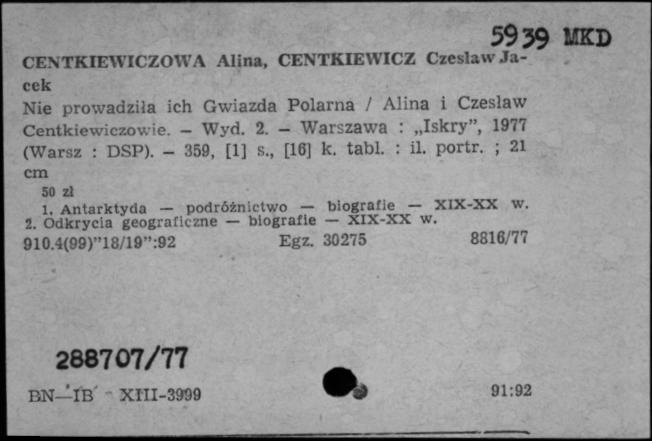 5939 MKD
CENTKIEWICZOWA Alina, CENTKIEWICZ Czesław Ja-
cek
Nie prowadziła ich Gwiazda Polarna / Alina i Czesław
Centkiewiczowie. — Wyd. 2. — Warszawa : „Iskry”, 1977
(Warsz : DSP). — 359, [1] s., [16] k. tabl. : il. portr. ; 21
cm
50 zł
1. Antarktyda — podróżnictwo — biografie — XIX-XX w.
2. Odkrycia geograficzne — biografie — XIX-XX w.
910.4(99)”18/19”:92 Egz. 30275 8816/77
288707/77
BN—IB XIII-3999 91:92